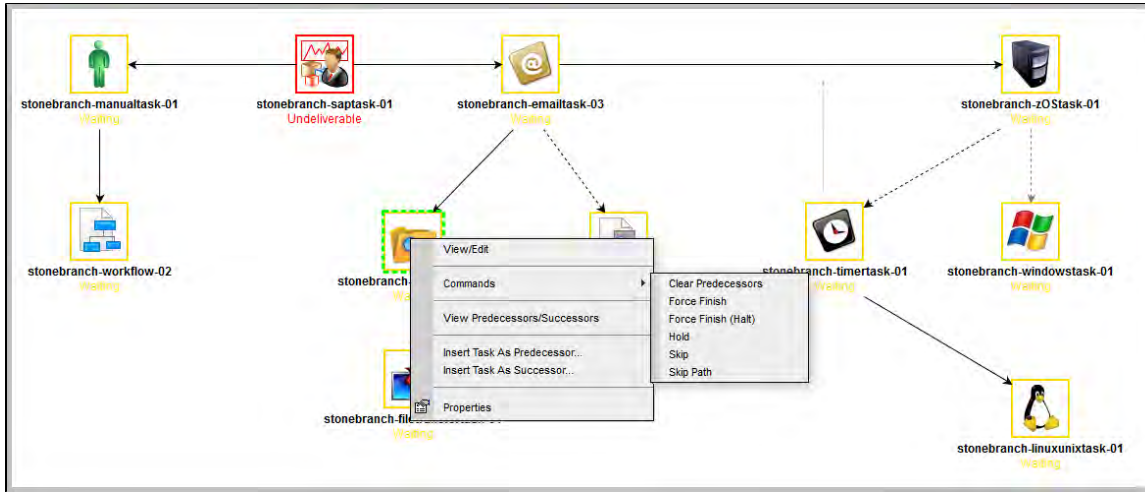 stonebranch-manualtask-01
Waiting
stonebranch-saptask-01
Undeliverable
stonebranch-emailtask-03
Waiting
stonebranch-zOStask-01
Waiting
stonebranch-workflow-02
Waiting
stonebranch-timertask-01
Waiting
stonebranch-windowstask-01
Waiting
View/Edit
Commands
View Predecessors/Successors
Insert Task As Predecessor...
Insert Task As Successor...
Properties
Clear Predecessors
Force Finish
Force Finish (Halt)
Hold
Skip
Skip Path
Waiting
stonebranch-linuxunixtask-01
Waiting